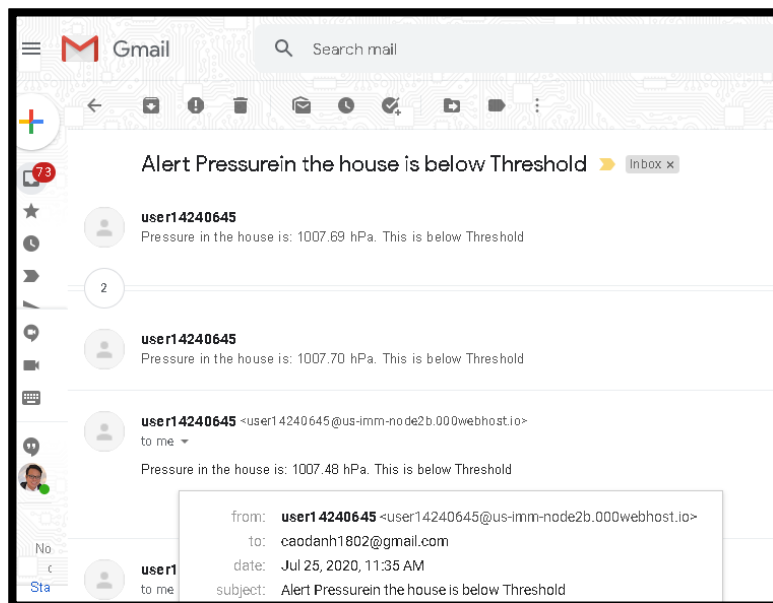 Gmail
Search mail
Alert Pressurein the house is below Threshold
Inbox ×
73
user14240645
Pressure in the house is: 1007.69 hPa. This is below Threshold
2
user14240645
Pressure in the house is: 1007.70 hPa. This is below Threshold
user14240645 <user14240645@us-imm-node2b.000webhost.io>
to me
Pressure in the house is: 1007.48 hPa. This is below Threshold
from: user14240645 <user14240645@us-imm-node2b.000webhost.io>
to: caodanh1802@gmail.com
date: Jul 25, 2020, 11:35 AM
subject: Alert Pressurein the house is below Threshold
No
Sta
user1
to me